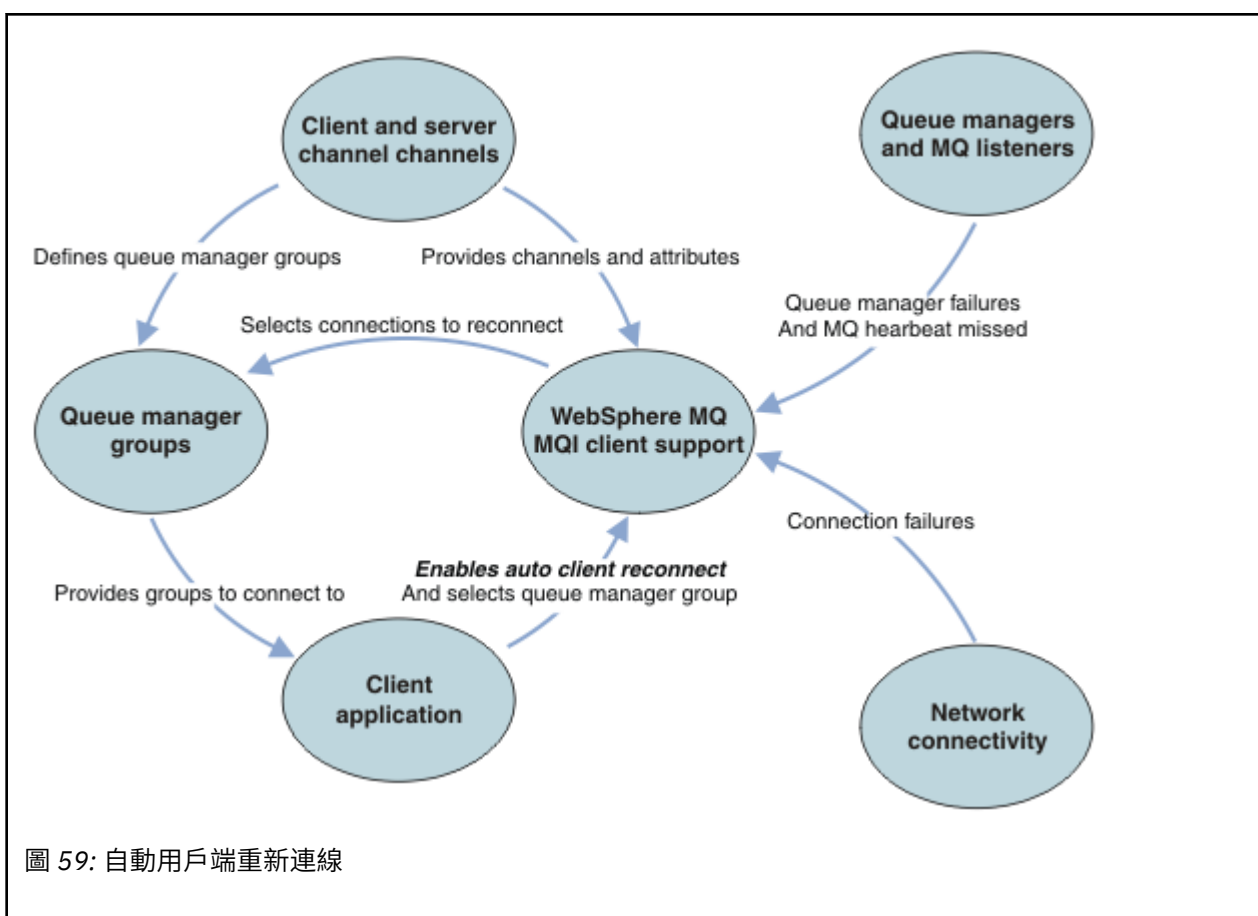 Client and server
channel channels
Queue managers
and MQ listeners
Defines queue manager groups
Provides channels and attributes
Queue manager failures
And MQ hearbeat missed
Selects connections to reconnect
Queue manager
groups
WebSphere MQ
MQI client support
Connection failures
Enables auto client reconnect
And selects queue manager group
Provides groups to connect to
Client
application
Network
connectivity
圖 59: 自動用戶端重新連線